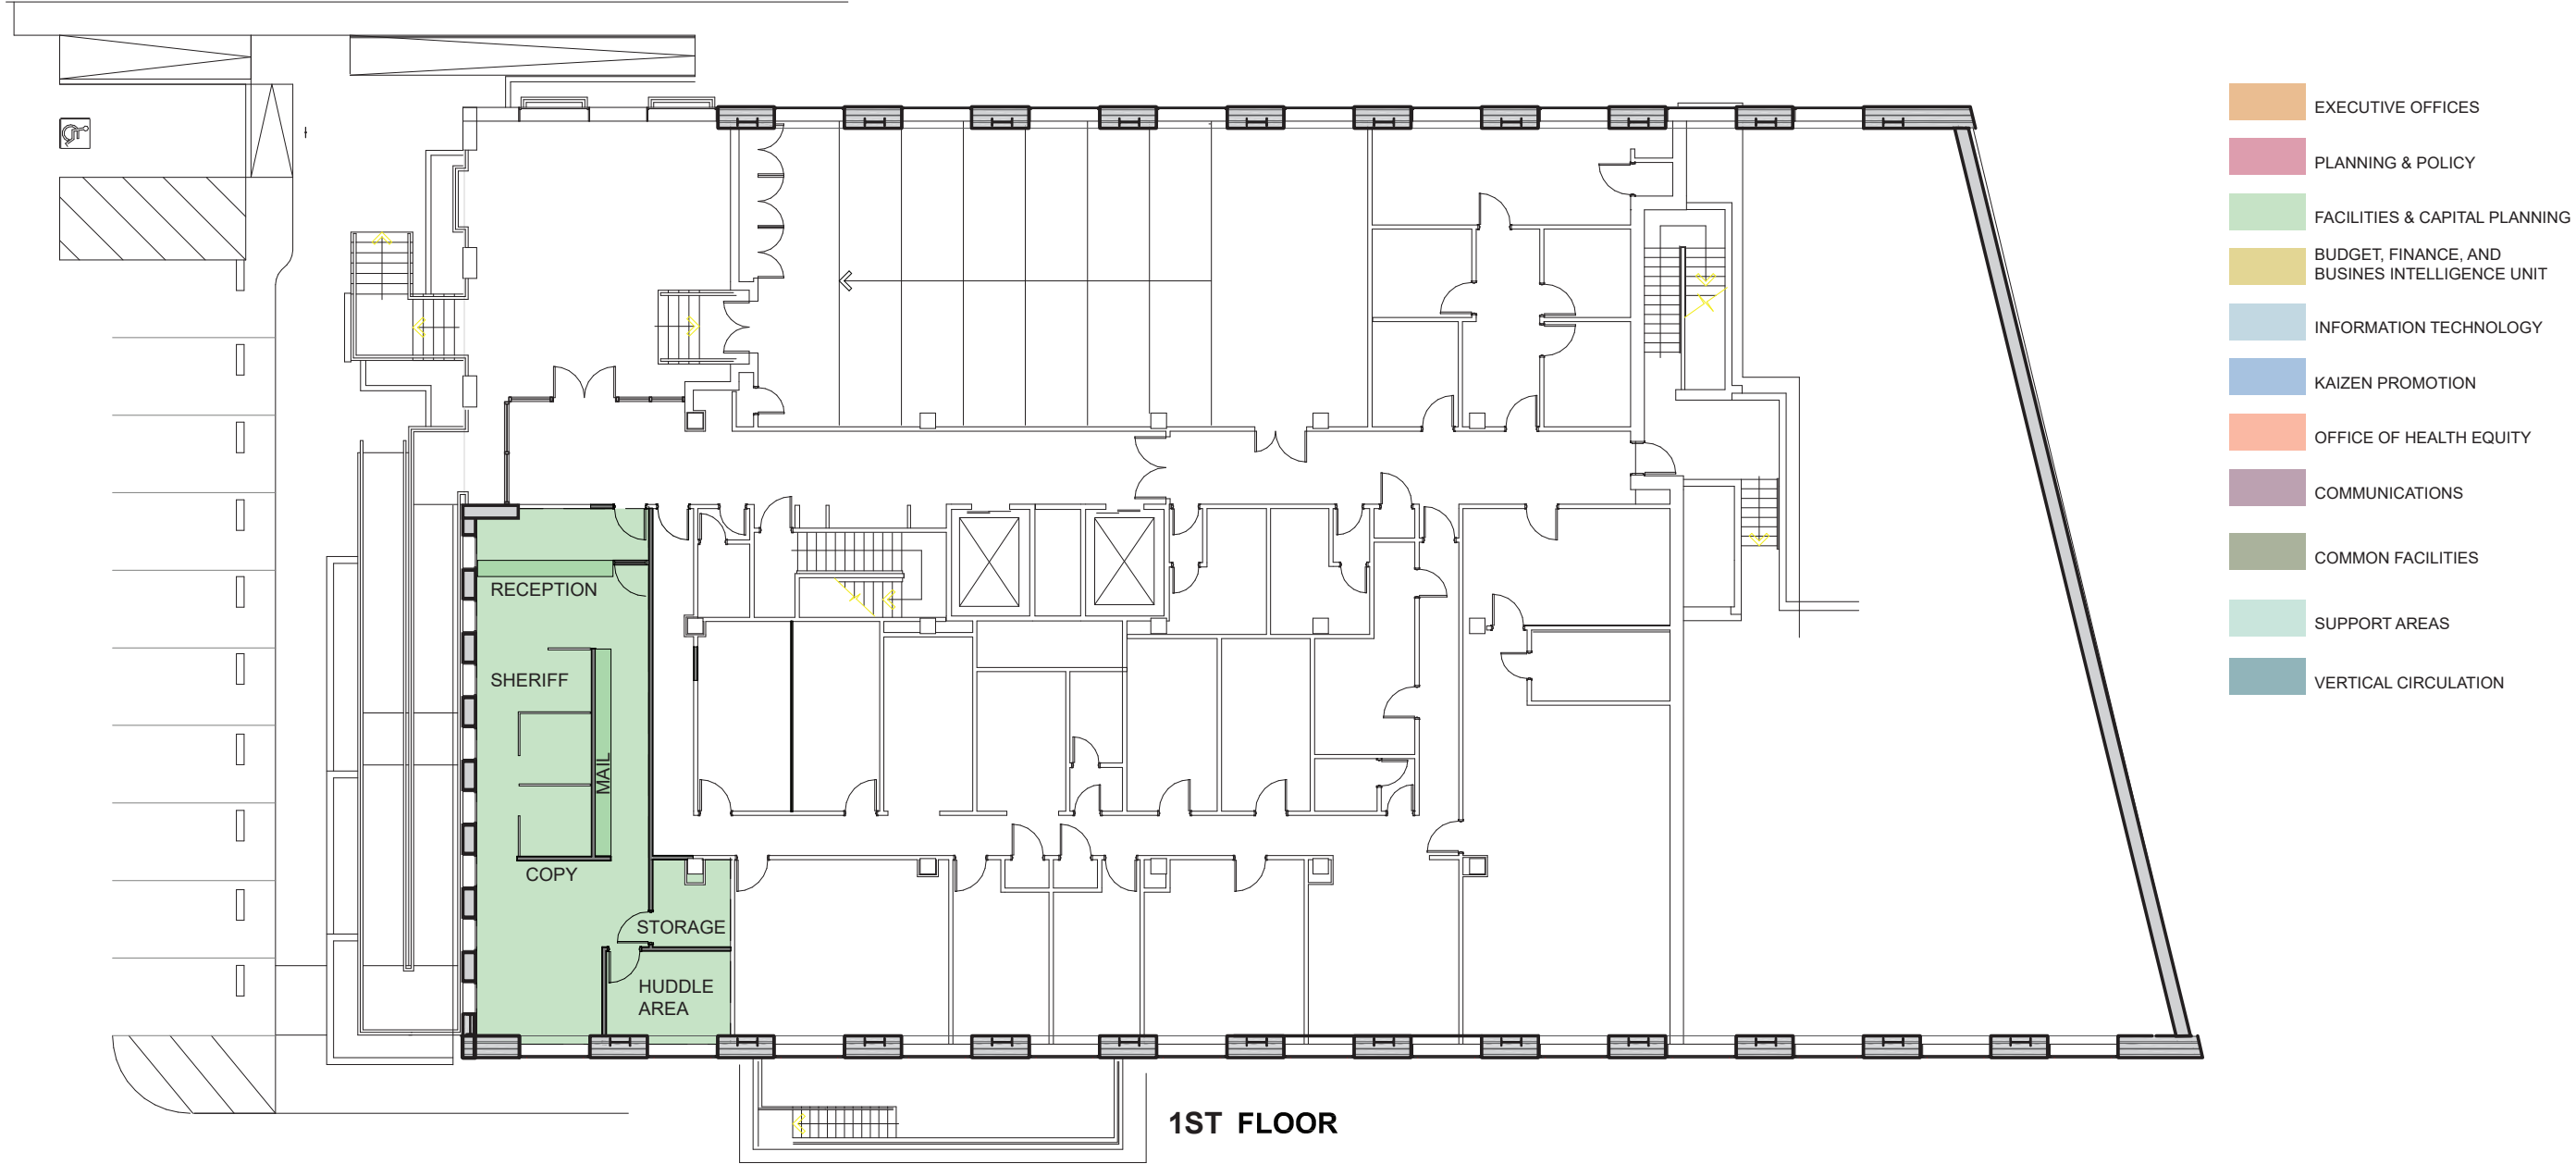 EXECUTIVE OFFICES
PLANNING & POLICY
FACILITIES & CAPITAL PLANNING
BUDGET, FINANCE, AND
BUSINES INTELLIGENCE UNIT
INFORMATION TECHNOLOGY
KAIZEN PROMOTION
OFFICE OF HEALTH EQUITY
COMMUNICATIONS
COMMON FACILITIES
SUPPORT AREAS
VERTICAL CIRCULATION
RECEPTION
SHERIFF
MAIL
COPY
STORAGE
HUDDLE
AREA
1ST FLOOR